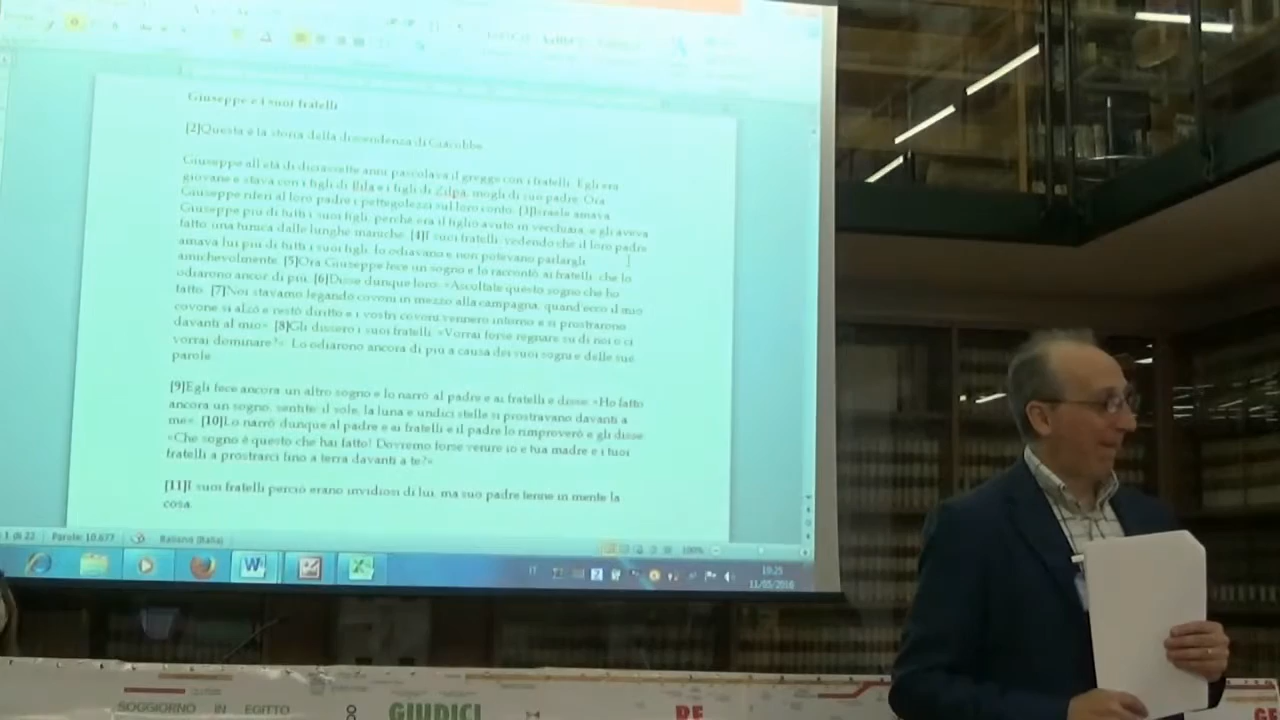 Giuseppe e i suoi fratelli
[2]Questa è la storia della discendenza di Giacobbe.
Giuseppe all'età di diciassette anni pascolava il gregge con i fratelli. Egli era
giovane e stava con i figli di Bila e i figli di Zilpa, mogli di suo padre. Ora
Giuseppe riferì al loro padre i pettegolezzi sul loro conto. [3]Israele amava
Giuseppe più di tutti i suoi figli, perché era il figlio avuto in vecchiaia, e gli aveva
fatto una tunica dalle lunghe maniche. [4]I suoi fratelli, vedendo che il loro padre
amava lui più di tutti i suoi figli, lo odiavano e non potevano parlargli
amichevolmente. [5]Ora Giuseppe fece un sogno e lo raccontò ai fratelli, che lo
odiarono ancor di più. [6]Disse dunque loro: «Ascoltate questo sogno che ho
fatto. [7]Noi stavamo legando covoni in mezzo alla campagna, quand'ecco il mio
covone si alzò e restò diritto e i vostri covoni vennero intorno e si prostrarono
davanti al mio». [8]Gli dissero i suoi fratelli: «Vorrai forse regnare su di noi o ci
vorrai dominare?». Lo odiarono ancora di più a causa dei suoi sogni e delle sue
parole.
[9]Egli fece ancora un altro sogno e lo narrò al padre e ai fratelli e disse: «Ho fatto
ancora un sogno, sentite: il sole, la luna e undici stelle si prostravano davanti a
me». [10]Lo narrò dunque al padre e ai fratelli e il padre lo rimproverò e gli disse:
«Che sogno è questo che hai fatto! Dovremo forse venire io e tua madre e i tuoi
fratelli a prostrarci fino a terra davanti a te?».
[11]I suoi fratelli perciò erano invidiosi di lui, ma suo padre tenne in mente la
cosa.
1 di 22 Parole: 10.677 Italiano (Italia) 100%
IT 10:25
11/05/2016
SOGGIORNO IN EGITTO
GIUDICI
RE